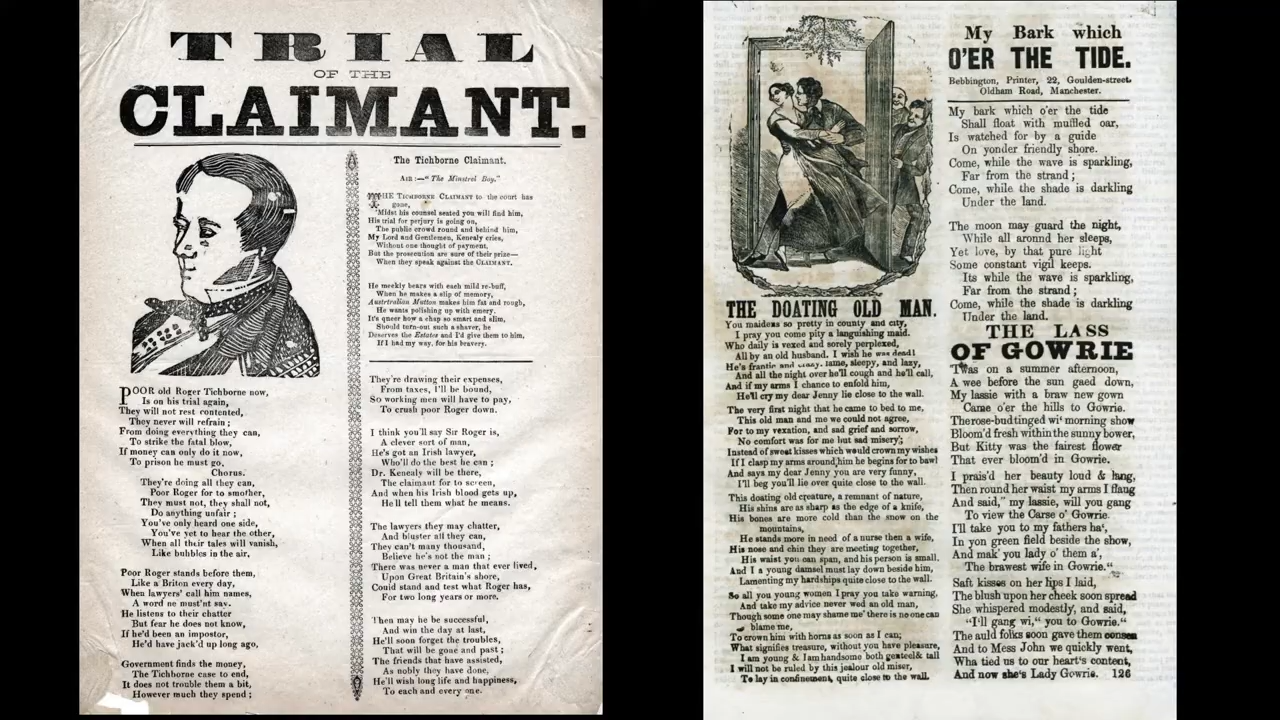 TRIAL
OF THE
CLAIMANT.
POOR old Roger Tichborne now,
Is on his trial again,
They will not rest contented,
They never will refrain;
From doing everything they can,
To strike the fatal blow,
If money can only do it now,
To prison he must go,
Chorus.
They're doing all they can,
Poor Roger for to smother,
They must not, they shall not,
Do anything unfair;
You've only heard one side,
You've yet to hear the other,
When all their tales will vanish,
Like bubbles in the air,
Poor Roger stands before them,
Like a Briton every day,
When lawyers' call him names,
A word ne must'nt say.
He listens to their chatter
But fear he does not know,
If he'd been an impostor,
He'd have jack'd up long ago,
Government finds the money,
The Tichborne case to end,
It does not trouble them a bit,
However much they spend;
The Tichborne Claimant.
AIR:—"The Minstrel Boy."
THE TICHBORNE CLAIMANT to the court has
gone,
'Midst his counsel seated you will find him,
His trial for perjury is going on,
The public crowd round and behind him,
My Lord and Gentlemen, Kenealy cries,
Without one thought of payment,
But the prosecution are sure of their prize—
When they speak against the CLAIMANT.
He meekly hears with each mild re-buff,
When he makes a slip of memory,
Austrtralian Mutton makes him fat and rough,
He wants polishing up with emery.
It's queer how a chap so smart and slim,
Should turn-out such a shaver, he
Deserves the Estates and I'd give them to him,
If I had my way, for his bravery.
They're drawing their expenses,
From taxes, I'll be bound,
So working men will have to pay,
To crush poor Roger down.
I think you'll say Sir Roger is,
A clever sort of man,
He's got an Irish lawyer,
Who'll do the best he can;
Dr. Kenealy will be there,
The claimant for to screen,
And when his Irish blood gets up,
He'll tell them what he means.
The lawyers they may chatter,
And bluster all they can,
They can't many thousand,
Believe he's not the man;
There was never a man that ever lived,
Upon Great Britain's shore,
Could stand and test what Roger has,
For two long years or more.
Then may he be successful,
And win the day at last,
He'll soon forget the troubles,
That will be gone and past;
The friends that have assisted,
As nobly they have done,
He'll wish long life and happiness,
To each and every one.
THE DOATING OLD MAN.
You maidens so pretty in county and city,
I pray you come pity a languishing maid.
Who daily is vexed and sorely perplexed,
All by an old husband. I wish he was dead!
He's frantic and crazy, lame, sleepy, and lazy,
And all the night over he'll cough and he'll call,
And if my arms I chance to enfold him,
He'll cry my dear Jenny lie close to the wall.
The very first night that he came to bed to me,
This old man and me we could not agree,
For to my vexation, and sad grief and sorrow,
No comfort was for me but sad misery;
Instead of sweet kisses which would crown my wishes
If I clasp my arms around,him he begins for to bawl
And says my dear Jenny you are very funny,
I'll beg you'll lie over quite close to the wall.
This doating old creature, a remnant of nature,
His shins are as sharp as the edge of a knife,
His bones are more cold than the snow on the
mountains,
He stands more in need of a nurse then a wife,
His nose and chin they are meeting together,
His waist you can span, and his person is small.
And I a young damsel must lay down beside him,
Lamenting my hardships quite close to the wall.
So all you young women I pray you take warning,
And take my advice never wed an old man,
Though some one may shame me' there is no one can
blame me,
To crown him with horns as soon as I can;
What signifies treasure, without you have pleasure,
I am young & I am handsome both genteel & tall
I will not be ruled by this jealour old miser,
To lay in confinement, quite close to the wall.
My Bark which
O'ER THE TIDE.
Bebbington, Printer, 22, Goulden-street,
Oldham Road, Manchester.
My bark which o'er the tide
Shall float with muffled oar,
Is watched for by a guide
On yonder friendly shore.
Come, while the wave is sparkling,
Far from the strand;
Come, while the shade is darkling
Under the land.
The moon may guard the night,
While all around her sleeps,
Yet love, by that pure light
Some constant vigil keeps.
Its while the wave is sparkling,
Far from the strand;
Come, while the shade is darkling
Under the land.
THE LASS
OF GOWRIE
'Twas on a summer afternoon,
A wee before the sun gaed down,
My lassie with a braw new gown
Came o'er the hills to Gowrie.
The rose-bud tinged wi' morning show
Bloom'd fresh within the sunny bower,
But Kitty was the fairest flower
That ever bloom'd in Gowrie.
I prais'd her beauty loud & lang,
Then round her waist my arms I flang
And said," my lassie, will you gang
To view the Carse o' Gowrie.
I'll take you to my fathers ha',
In yon green field beside the show,
And mak' you lady o' them a',
The brawest wife in Gowrie."
Saft kisses on her lips I laid,
The blush upon her cheek soon spread
She whispered modestly, and said,
"I'll gang wi," you to Gowrie."
The auld folks soon gave them consen
And to Mess John we quickly went,
Wha tied us to our heart's content,
And now she's Lady Gowrie. 126